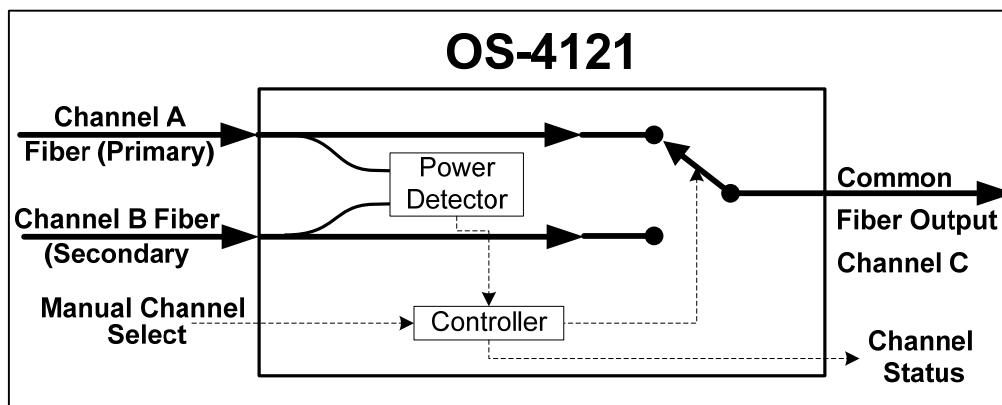 OS-4121
Channel A
Fiber (Primary)
Power
Detector
Channel B Fiber
(Secondary
Common
Fiber Output
Channel C
Manual Channel
Select
Controller
Channel
Status